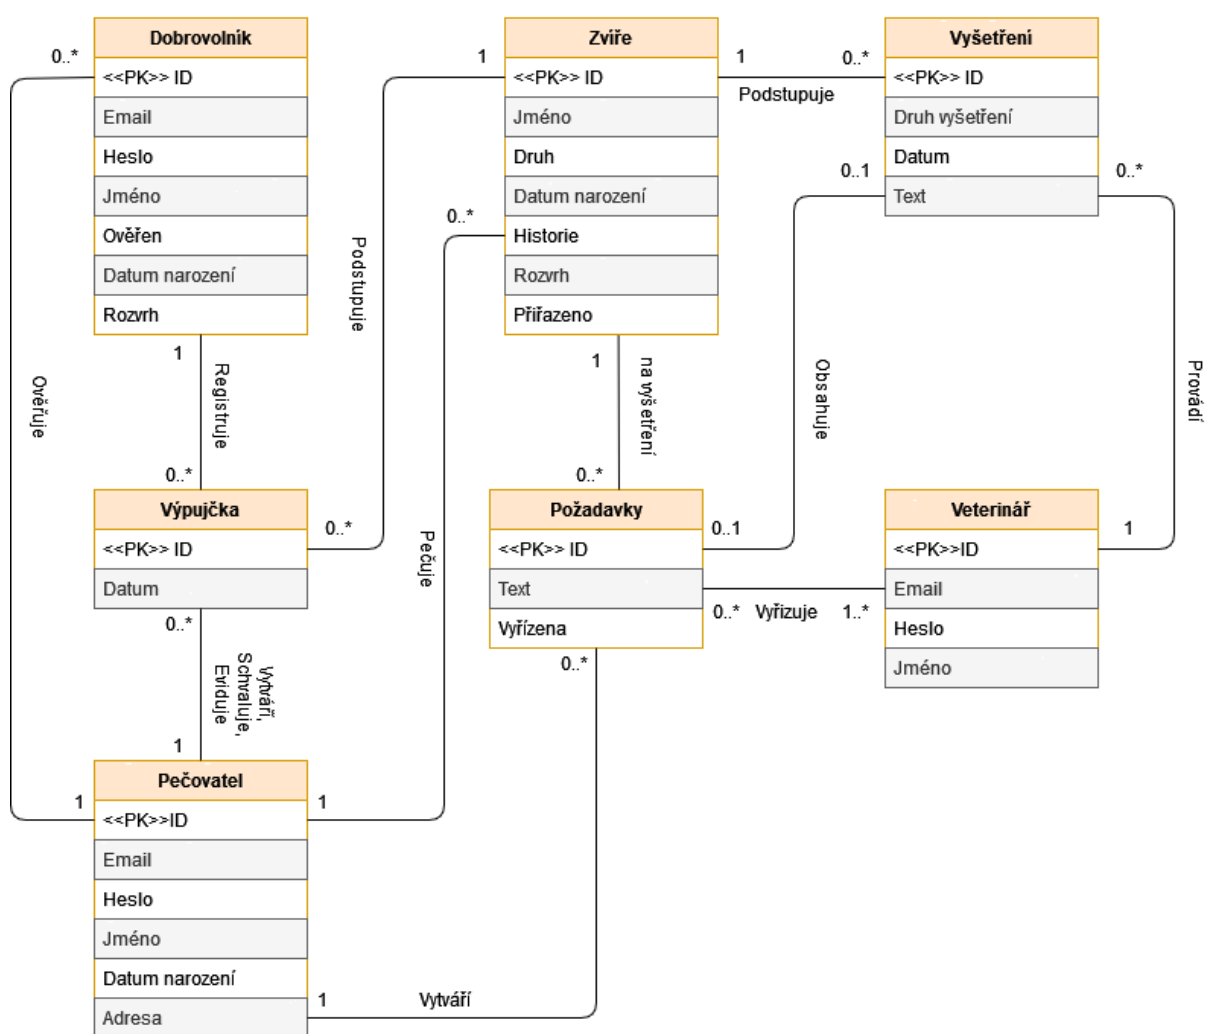 Dobrovolník
<<PK>> ID
Email
Heslo
Jméno
Ověřen
Datum narození
Rozvrh
Zvíře
<<PK>> ID
Jméno
Druh
Datum narození
Historie
Rozvrh
Přiřazeno
Vyšetření
<<PK>> ID
Druh vyšetření
Datum
Text
0..*
1
1
0..*
Podstupuje
0..1
0..*
0..*
Podstupuje
1
Registruje
0..*
Ověřuje
1
na vyšetření
0..*
Obsahuje
Provádí
Výpujčka
<<PK>> ID
Datum
0..*
Pečuje
Požadavky
<<PK>> ID
Text
Vyřízena
0..1
0..*
Vyřizuje
1..*
Veterinář
<<PK>>ID
Email
Heslo
Jméno
1
0..*
Vytváří,
Schvaluje,
Eviduje
1
0..*
Pečovatel
<<PK>>ID
Email
Heslo
Jméno
Datum narození
Adresa
1
1
1
Vytváří